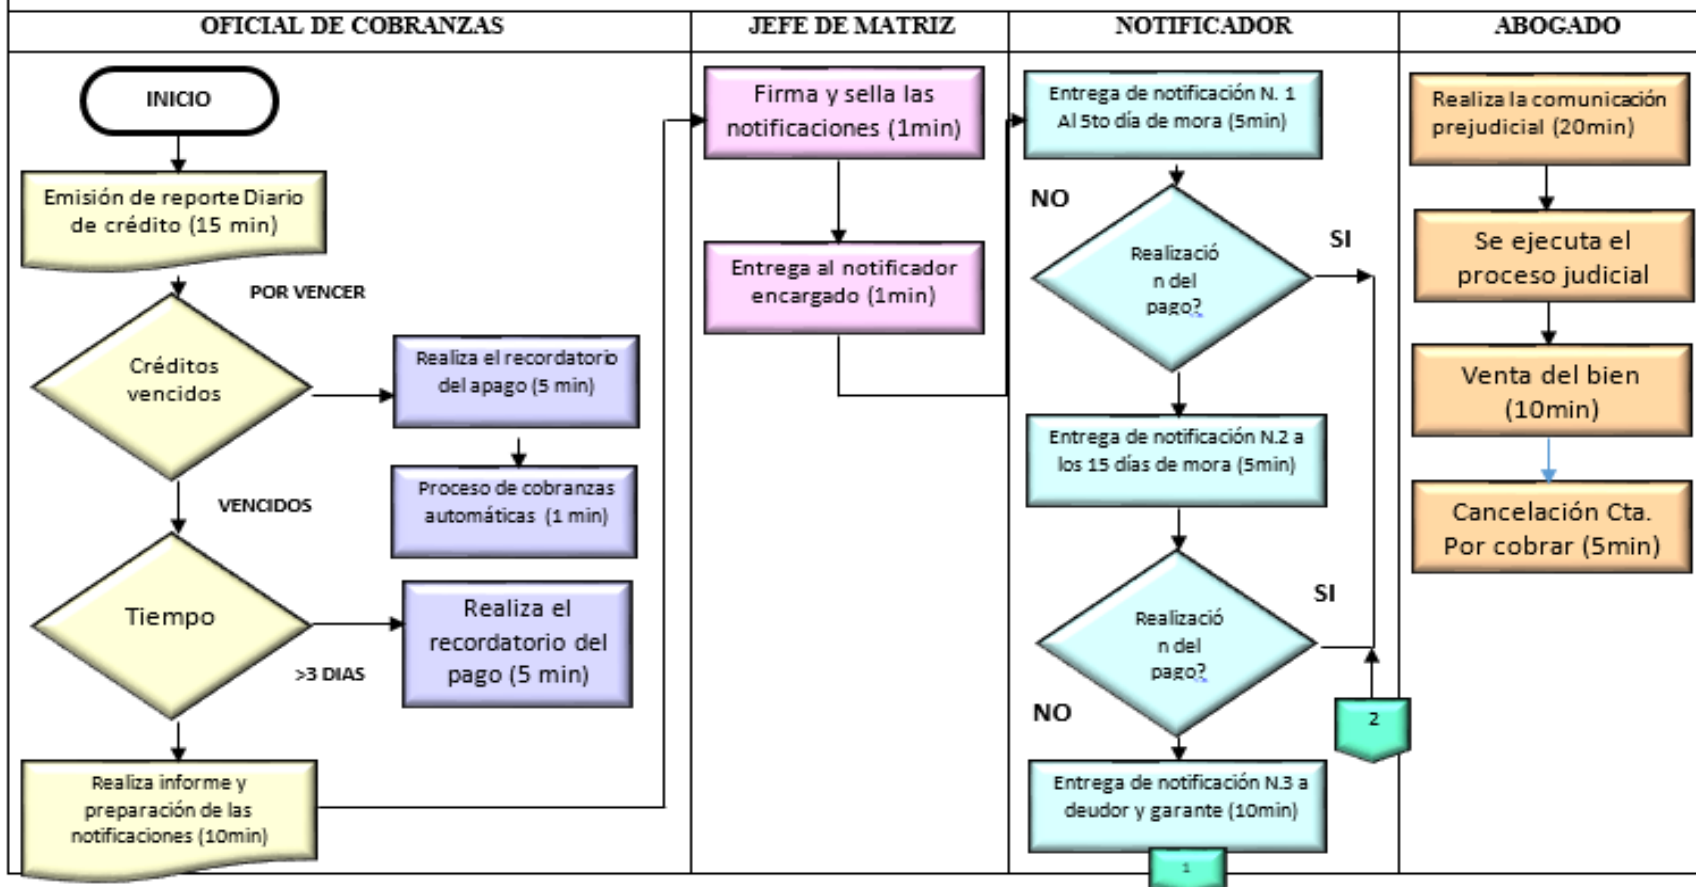 OFICIAL DE COBRANZAS
JEFE DE MATRIZ
NOTIFICADOR
ABOGADO
INICIO
Emisión de reporte Diario
de crédito (15 min)
POR VENCER
Créditos
vencidos
Realiza el recordatorio
del apago (5 min)
Proceso de cobranzas
automáticas (1 min)
VENCIDOS
Tiempo
>3 DIAS
Realiza el
recordatorio del
pago (5 min)
Realiza informe y
preparación de las
notificaciones (10min)
Firma y sella las
notificaciones (1min)
Entrega al notificador
encargado (1min)
Entrega de notificación N. 1
Al 5to día de mora (5min)
NO
SI
Realizació
n del
pago?
Entrega de notificación N.2 a
los 15 días de mora (5min)
SI
Realizació
n del
pago?
NO
2
Entrega de notificación N.3 a
deudor y garante (10min)
1
Realiza la comunicación
prejudicial (20min)
Se ejecuta el
proceso judicial
Venta del bien
(10min)
Cancelación Cta.
Por cobrar (5min)